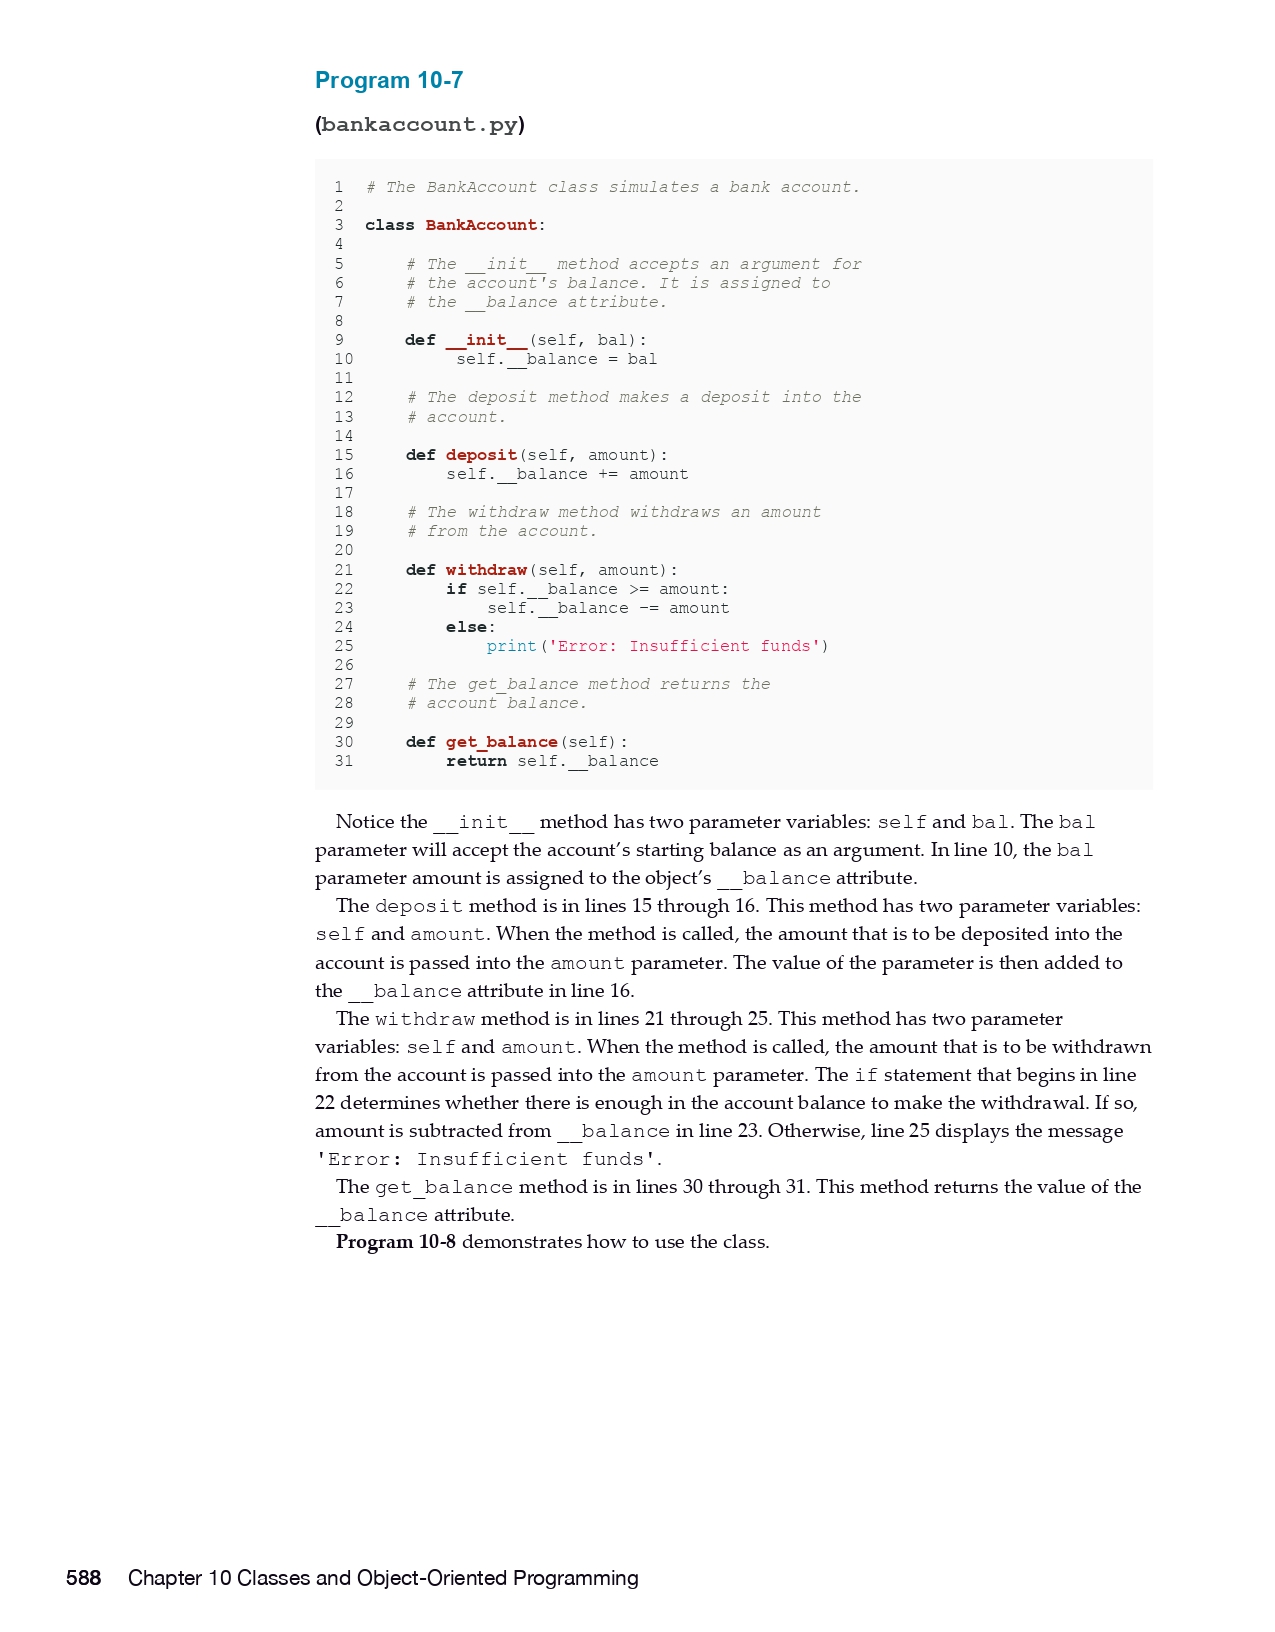 Program 10-7
(bankaccount.py)
1 # The BankAccount class simulates a bank account.
2
3 class BankAccount:
4
5     # The __init__ method accepts an argument for
6     # the account's balance. It is assigned to
7     # the __balance attribute.
8
9     def __init__(self, bal):
10         self.__balance = bal
11
12     # The deposit method makes a deposit into the
13     # account.
14
15     def deposit(self, amount):
16         self.__balance += amount
17
18     # The withdraw method withdraws an amount
19     # from the account.
20
21     def withdraw(self, amount):
22         if self.__balance >= amount:
23             self.__balance −= amount
24         else:
25             print('Error: Insufficient funds')
26
27     # The get_balance method returns the
28     # account balance.
29
30     def get_balance(self):
31         return self.__balance
Notice the __init__ method has two parameter variables: self and bal. The bal
parameter will accept the account’s starting balance as an argument. In line 10, the bal
parameter amount is assigned to the object’s __balance attribute.
The deposit method is in lines 15 through 16. This method has two parameter variables:
self and amount. When the method is called, the amount that is to be deposited into the
account is passed into the amount parameter. The value of the parameter is then added to
the __balance attribute in line 16.
The withdraw method is in lines 21 through 25. This method has two parameter
variables: self and amount. When the method is called, the amount that is to be withdrawn
from the account is passed into the amount parameter. The if statement that begins in line
22 determines whether there is enough in the account balance to make the withdrawal. If so,
amount is subtracted from __balance in line 23. Otherwise, line 25 displays the message
'Error: Insufficient funds'.
The get_balance method is in lines 30 through 31. This method returns the value of the
__balance attribute.
Program 10-8 demonstrates how to use the class.
588 Chapter 10 Classes and Object-Oriented Programming